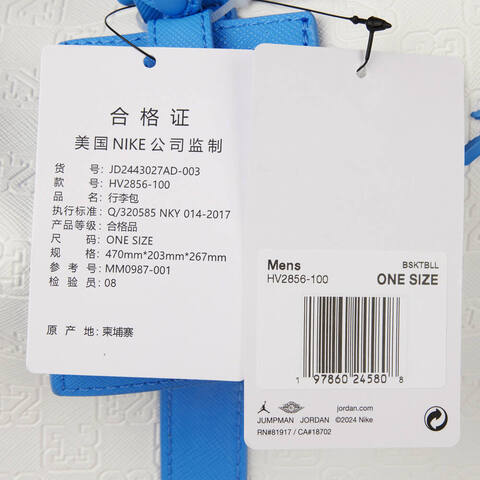 合格证
美国NIKE公司监制
货 号: JD2443027AD-003
款 号: HV2856-100
品 名: 行李包
执行标准: Q/320585 NKY 014-2017
产品等级: 合格品
尺 码: ONE SIZE
规 格: 470mm*203mm*267mm
参 考 号: MM0987-001
检 验 员: 08
原 产 地: 柬埔寨
Mens BSKTBLL
HV2856-100 ONE SIZE
1 97860 24580 8
JUMPMAN JORDAN jordan.com
©2024 Nike
RN#81917 / CA#18702